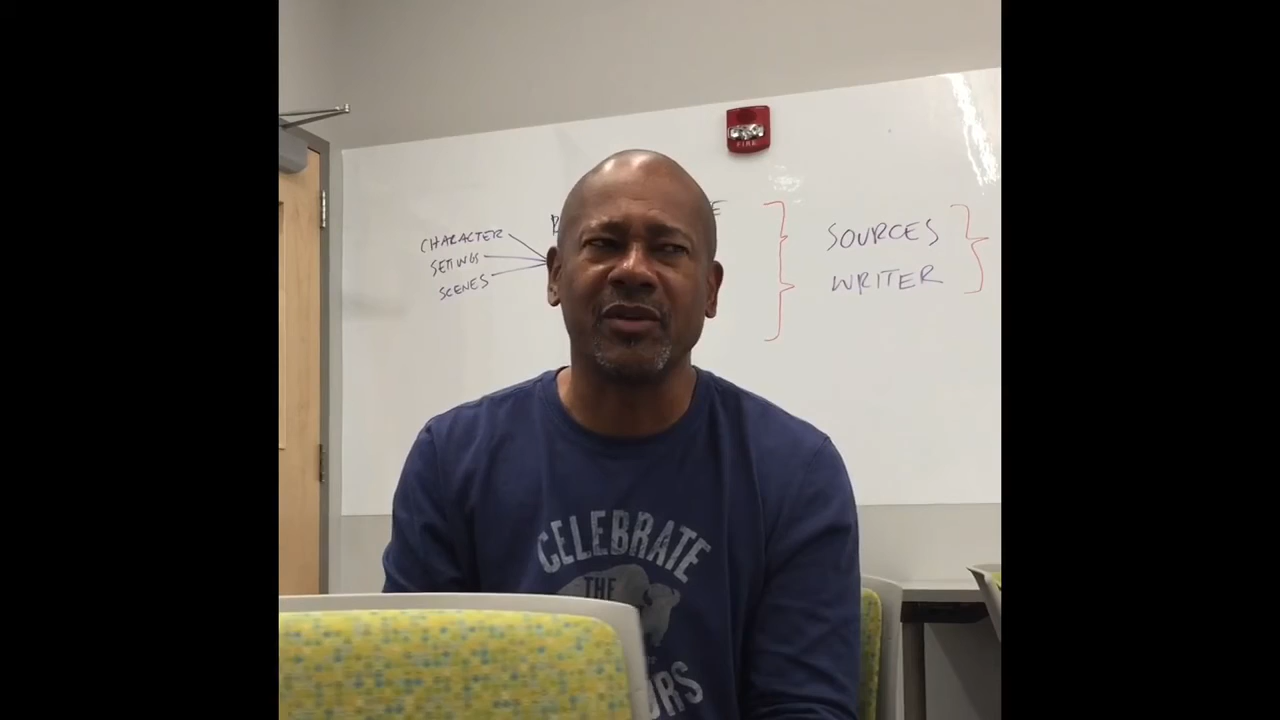 FIRE
CHARACTER
SETTINGS
SCENES
SOURCES
WRITER
CELEBRATE
THE